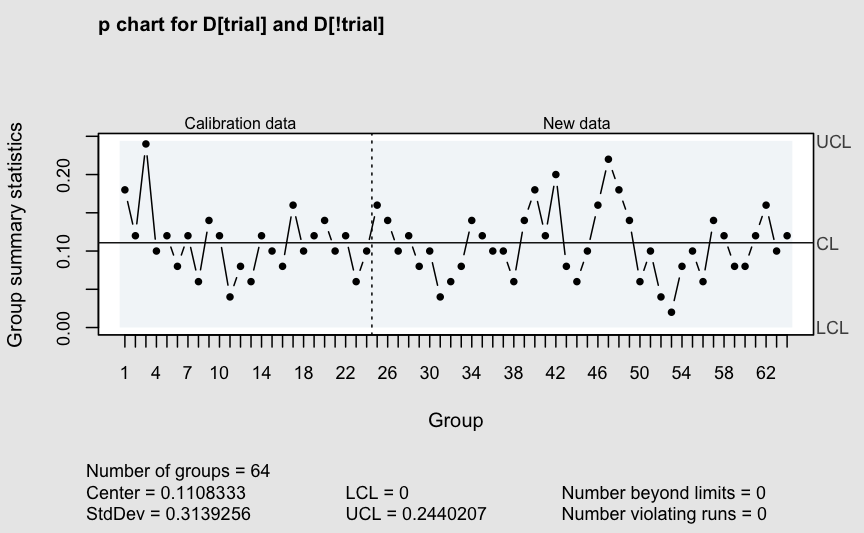 p chart for D[trial] and D[!trial]
Calibration data New data
Group summary statistics
0.20
0.10
0.00
UCL
CL
LCL
1 4 7 10 14 18 22 26 30 34 38 42 46 50 54 58 62
Group
Number of groups = 64
Center = 0.1108333 LCL = 0 Number beyond limits = 0
StdDev = 0.3139256 UCL = 0.2440207 Number violating runs = 0